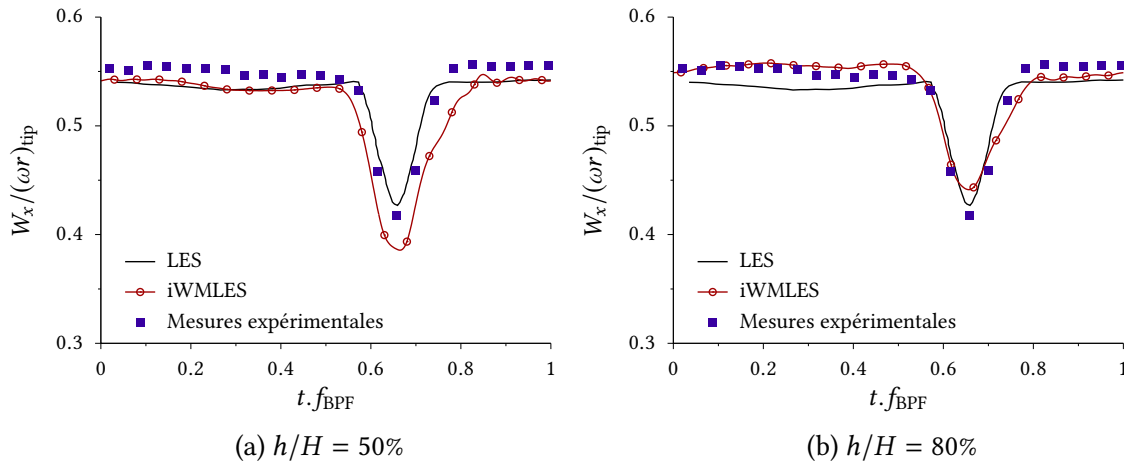 0.6
0.5
0.4
0.3
0
0.2
0.4
0.6
0.8
1
W_x/(ωr)_tip
t.f_BPF
LES
iWMLES
Mesures expérimentales
(a) h/H = 50%
0.6
0.5
0.4
0.3
0
0.2
0.4
0.6
0.8
1
W_x/(ωr)_tip
t.f_BPF
LES
iWMLES
Mesures expérimentales
(b) h/H = 80%